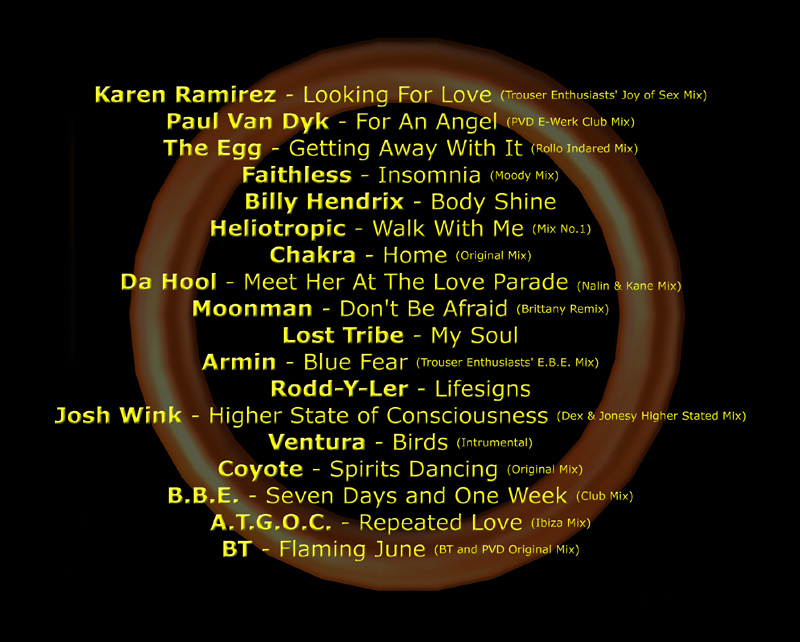 Karen Ramirez - Looking For Love (Trouser Enthusiasts' Joy of Sex Mix)
Paul Van Dyk - For An Angel (PVD E-Werk Club Mix)
The Egg - Getting Away With It (Rollo Indared Mix)
Faithless - Insomnia (Moody Mix)
Billy Hendrix - Body Shine
Heliotropic - Walk With Me (Mix No.1)
Chakra - Home (Original Mix)
Da Hool - Meet Her At The Love Parade (Nalin & Kane Mix)
Moonman - Don't Be Afraid (Brittany Remix)
Lost Tribe - My Soul
Armin - Blue Fear (Trouser Enthusiasts' E.B.E. Mix)
Rodd-Y-Ler - Lifesigns
Josh Wink - Higher State of Consciousness (Dex & Jonesy Higher Stated Mix)
Ventura - Birds (Intrumental)
Coyote - Spirits Dancing (Original Mix)
B.B.E. - Seven Days and One Week (Club Mix)
A.T.G.O.C. - Repeated Love (Ibiza Mix)
BT - Flaming June (BT and PVD Original Mix)